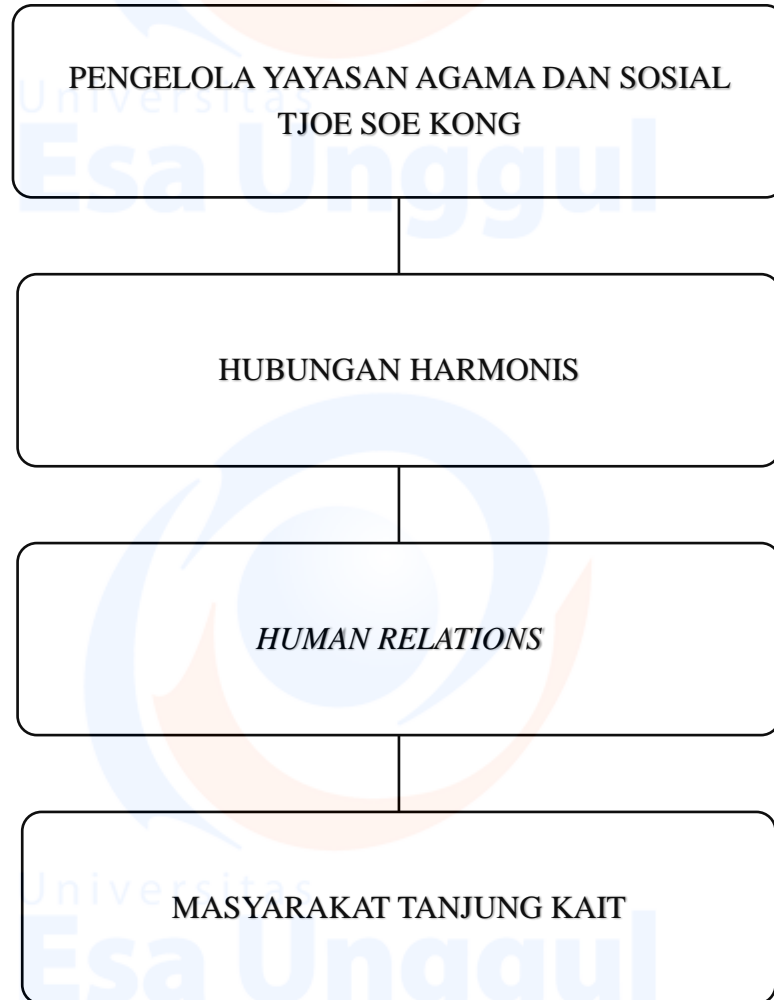 PENGELOLA YAYASAN AGAMA DAN SOSIAL
TJOE SOE KONG
Universitas
Esa Unggul
HUBUNGAN HARMONIS
HUMAN RELATIONS
MASYARAKAT TANJUNG KAIT
Universitas
Esa Unggul